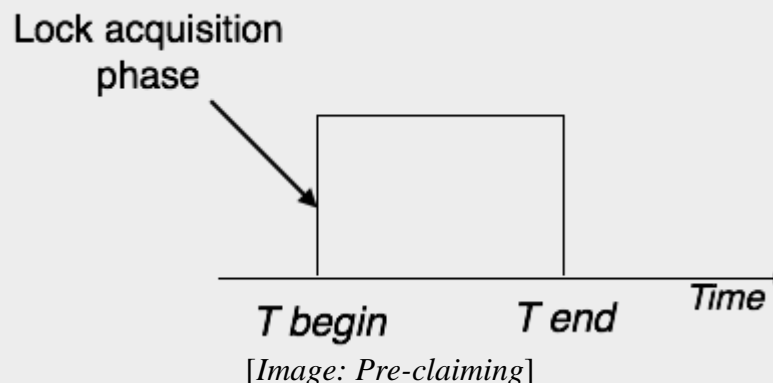 Lock acquisition
phase
T begin
T end
Time
[Image: Pre-claiming]